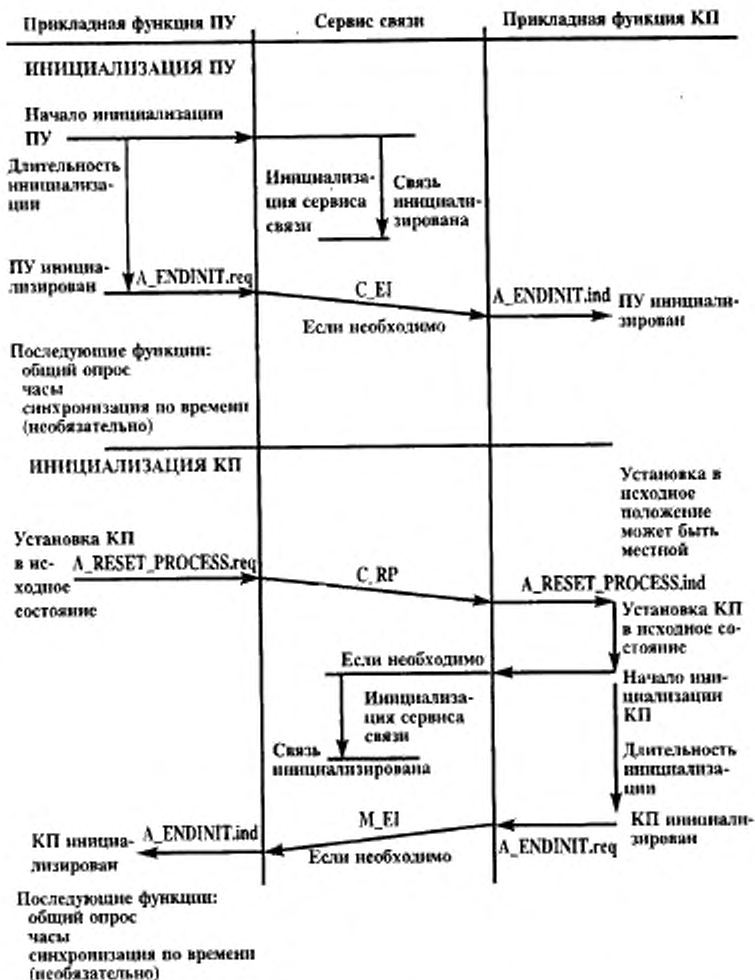 Прикладная функция ПУ
Сервис связи
Прикладная функция КП
ИНИЦИАЛИЗАЦИЯ ПУ
Начало инициализации
ПУ
Длительность
инициализа-
ции
Инициализа-
ция сервиса
связи
Связь
инициали-
зирована
ПУ инициа-
лизирован
A_ENDINIT.req
C_EI
Если необходимо
A_ENDINIT.ind
ПУ инициали-
зирован
Последующие функции:
общий опрос
часы
синхронизация по времени
(необязательно)
ИНИЦИАЛИЗАЦИЯ КП
Установка в
исходное
положение
может быть
местной
Установка КП
в ис-
ходное
состояние
A_RESET_PROCESS.req
C_RP
A_RESET_PROCESS.ind
Установка КП
в исходное со-
стояние
Если необходимо
Начало ини-
циализации
КП
Инициализа-
ция сервиса
связи
Связь
инициализирована
Длительность
инициализа-
ции
КП инициали-
зирован
A_ENDINIT.req
M_EI
Если необходимо
A_ENDINIT.ind
КП инициа-
лизирован
Последующие функции:
общий опрос
часы
синхронизация по времени
(необязательно)